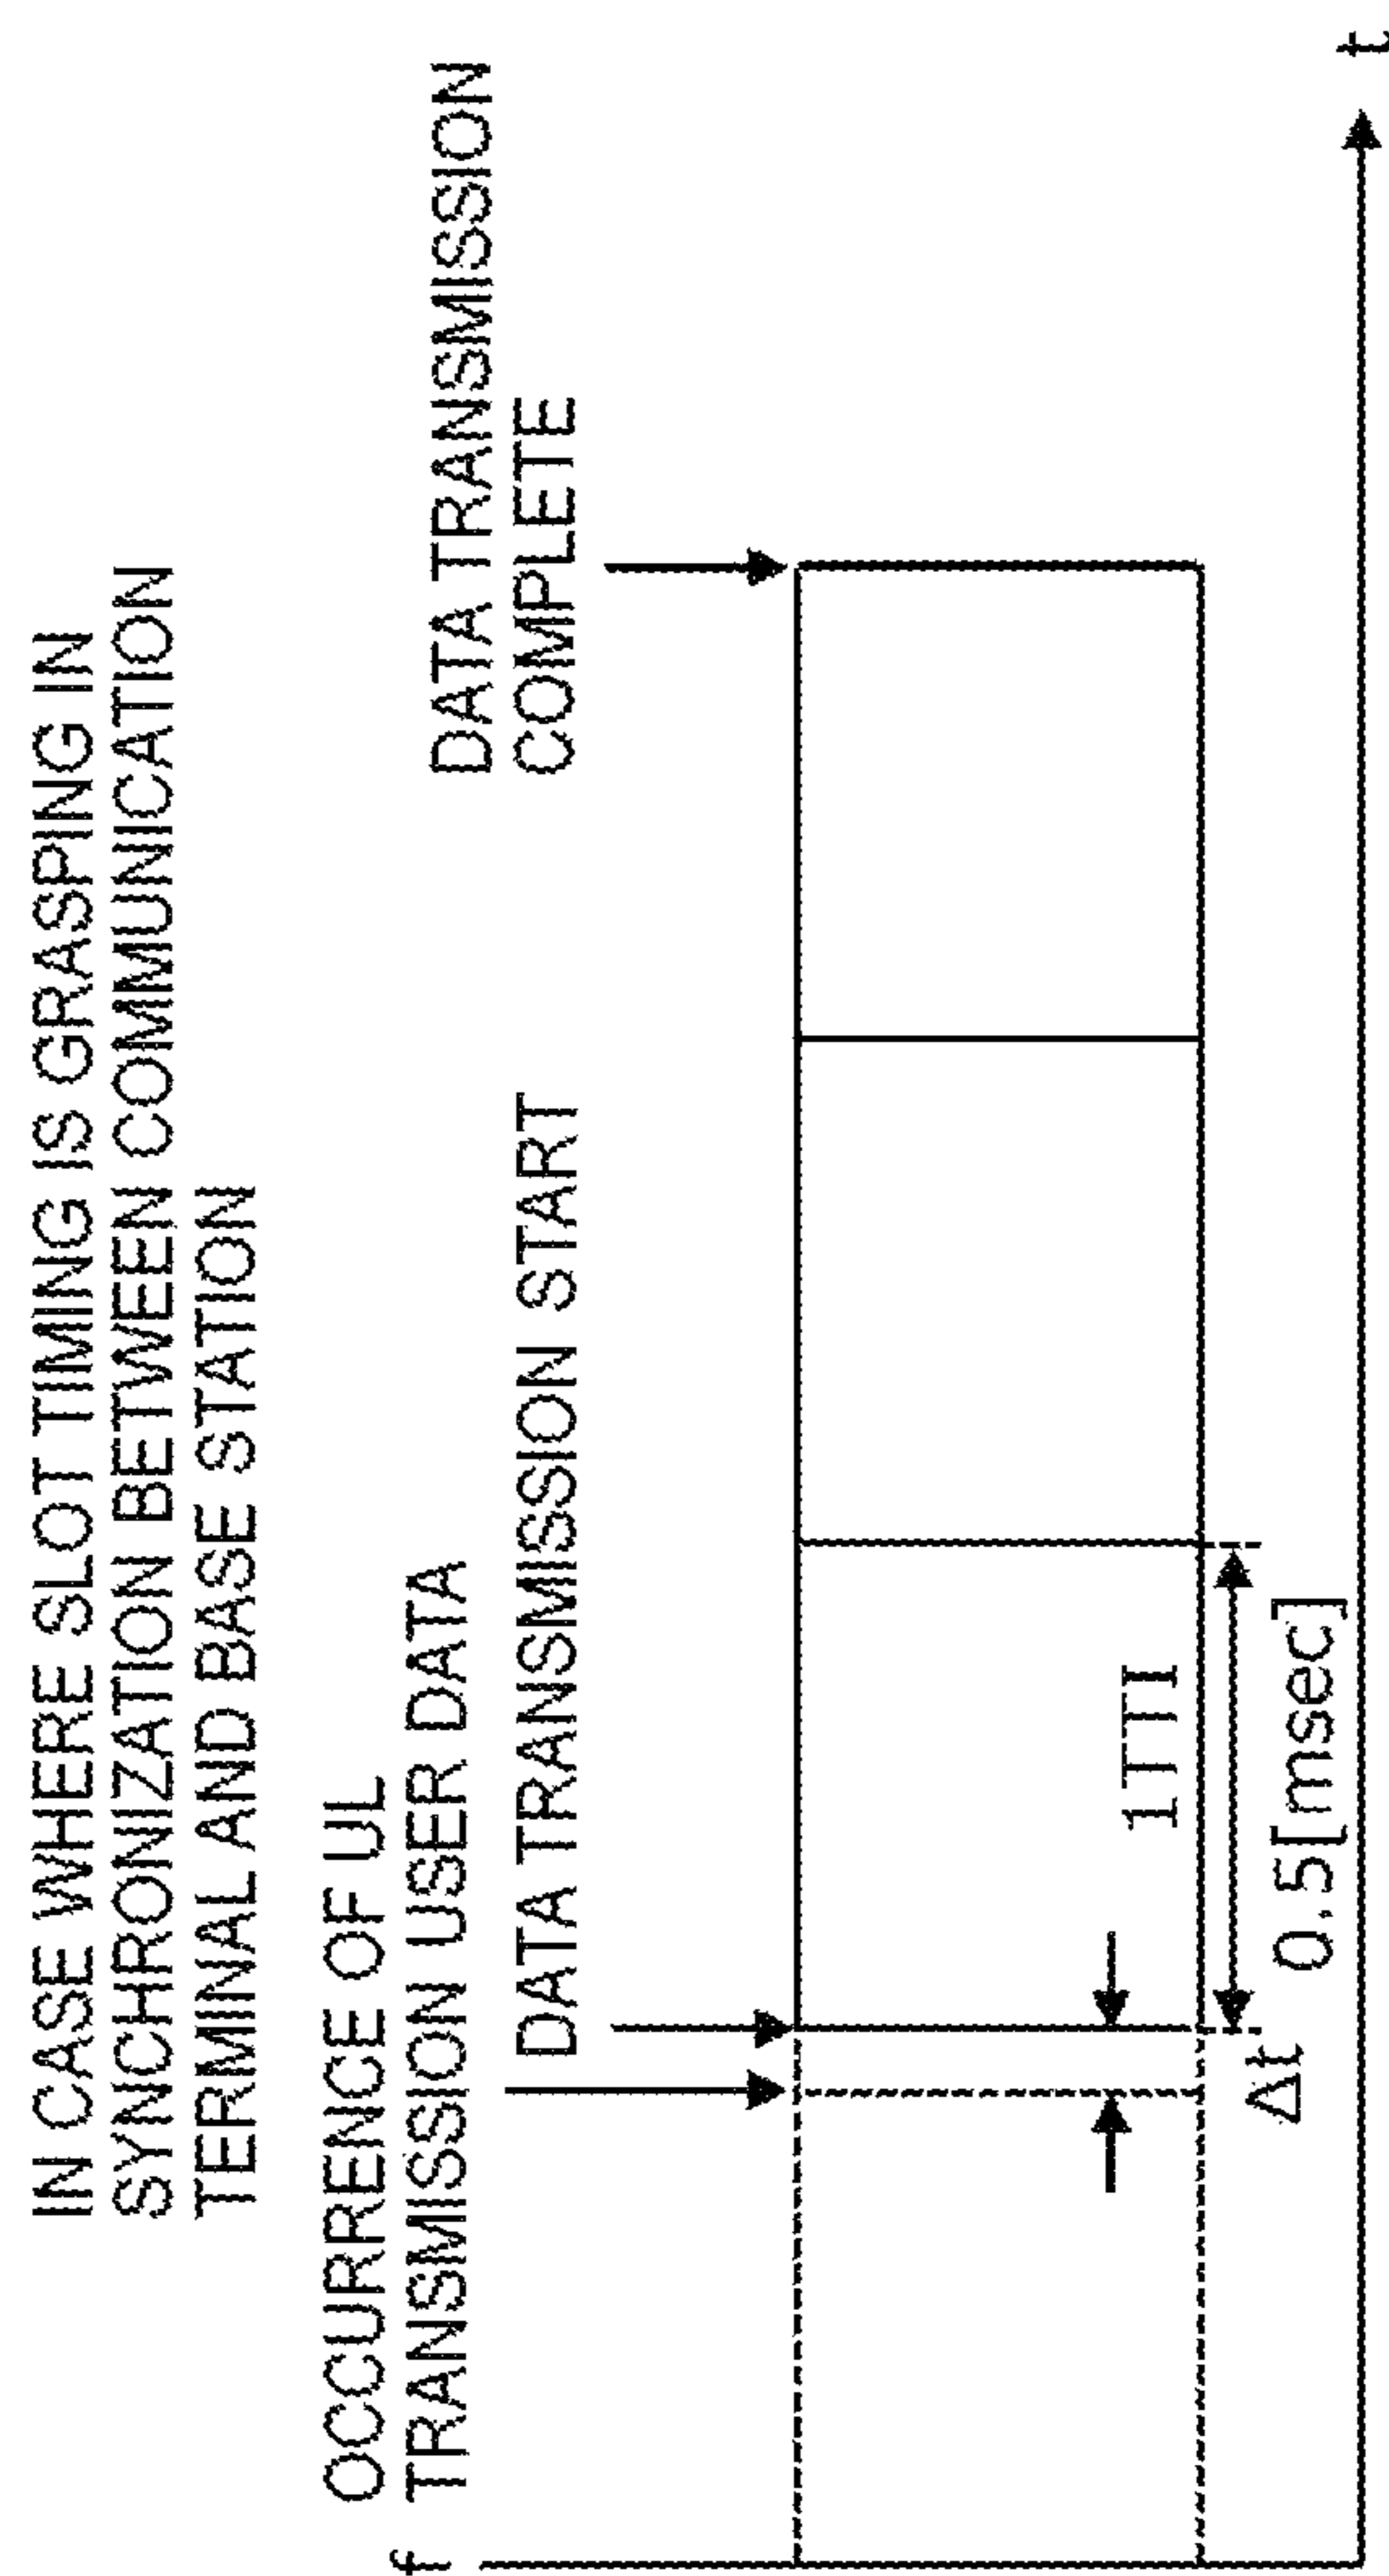 IN CASE WHERE SLOT TIMING IS GRASPING IN
SYNCHRONIZATION BETWEEN COMMUNICATION
TERMINAL AND BASE STATION
OCCURRENCE OF UL
TRANSMISSION USER DATA
f
DATA TRANSMISSION START
DATA TRANSMISSION
COMPLETE
1TTI
Δt
0.5[msec]
t